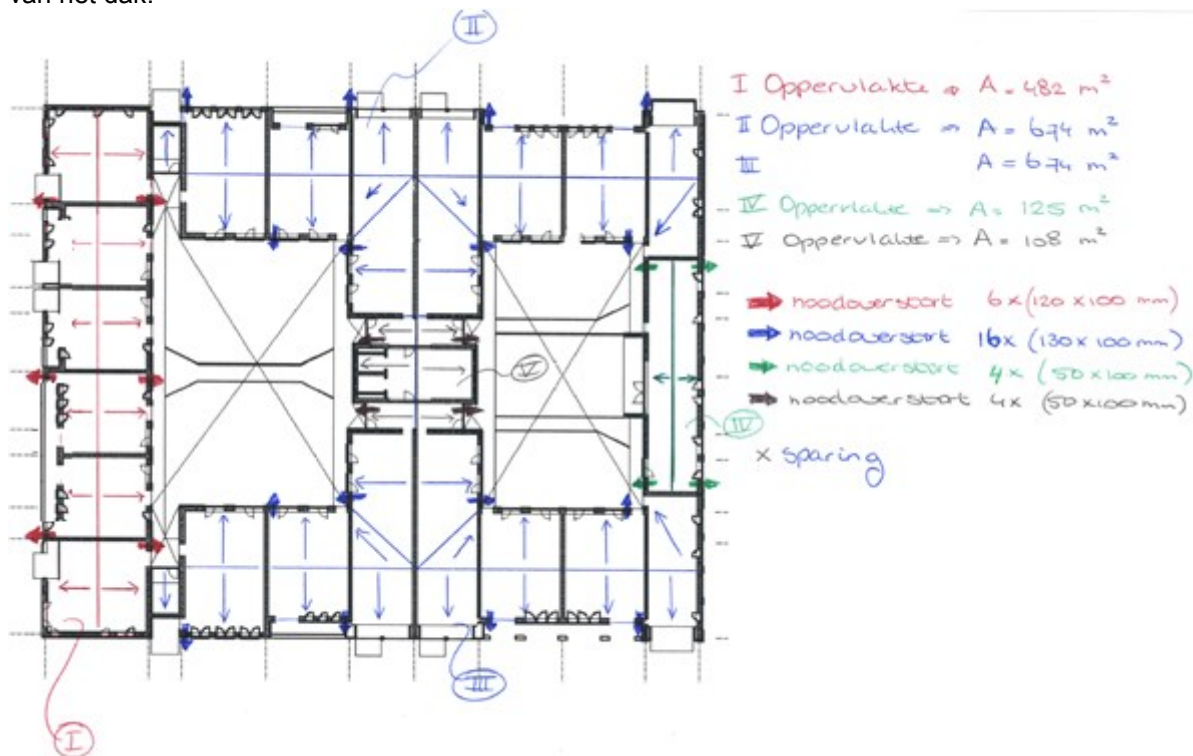 van het dak.
II
I Oppervlakte => A = 482 m²
II Oppervlakte => A = 674 m²
III A = 674 m²
IV Oppervlakte => A = 125 m²
V Oppervlakte => A = 108 m²
noodoverstort 6x (120 x 100 mm)
noodoverstort 16x (130 x 100 mm)
noodoverstort 4x (50 x 100 mm)
noodoverstort 4x (50 x 100 mm)
V
IV
x sparing
III
I